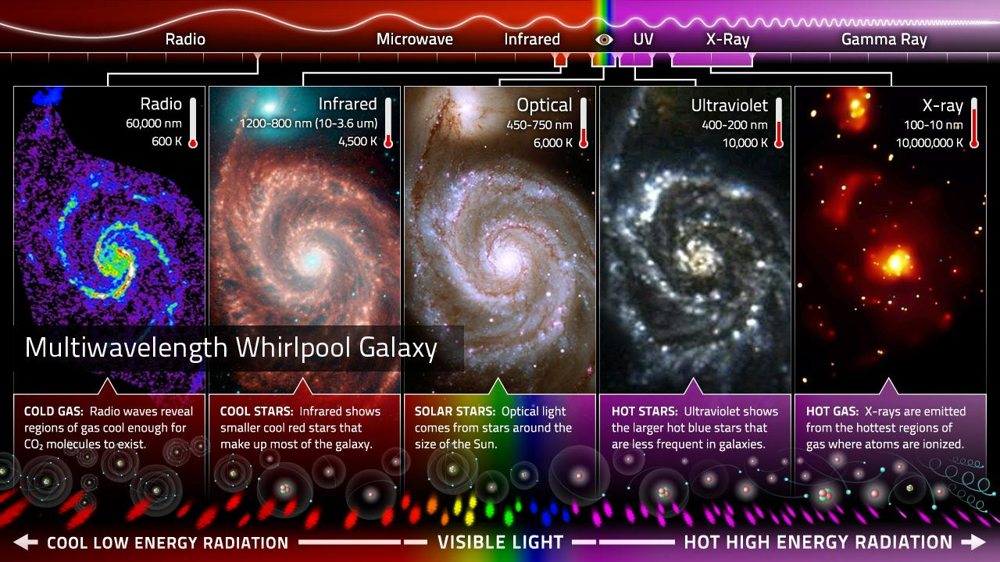 Radio
Microwave
Infrared
UV
X-Ray
Gamma Ray
Radio
60,000 nm
600 K
Infrared
1200-800 nm (10-3.6 um)
4,500 K
Optical
450-750 nm
6,000 K
Ultraviolet
400-200 nm
10,000 K
X-ray
100-10 nm
10,000,000 K
Multiwavelength Whirlpool Galaxy
COLD GAS: Radio waves reveal
regions of gas cool enough for
CO₂ molecules to exist.
COOL STARS: Infrared shows
smaller cool red stars that
make up most of the galaxy.
SOLAR STARS: Optical light
comes from stars around the
size of the Sun.
HOT STARS: Ultraviolet shows
the larger hot blue stars that
are less frequent in galaxies.
HOT GAS: X-rays are emitted
from the hottest regions of
gas where atoms are ionized.
COOL LOW ENERGY RADIATION
VISIBLE LIGHT
HOT HIGH ENERGY RADIATION